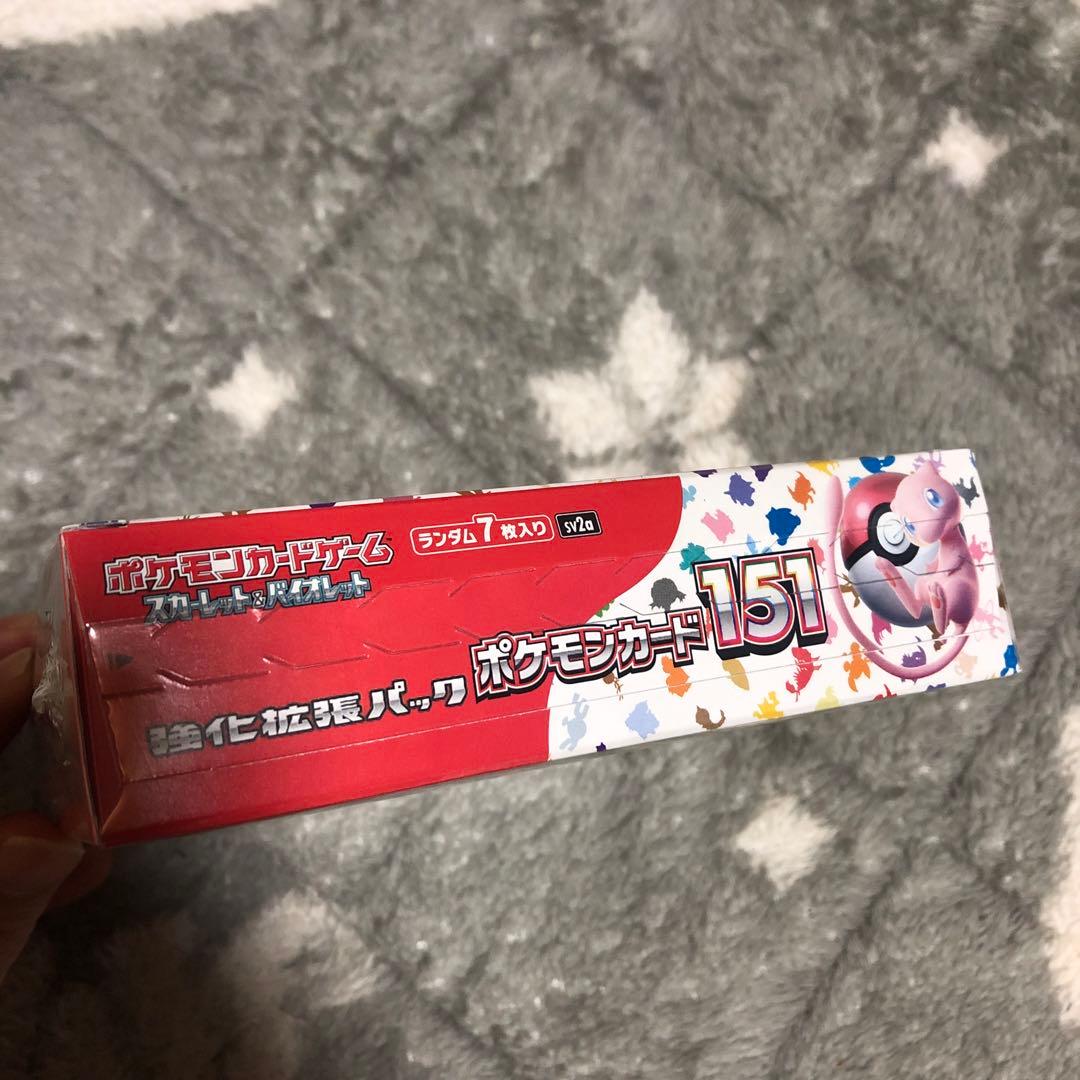 ポケモンカードゲーム
スカーレット&バイオレット
ランダム7枚入り
SV2a
強化拡張パック
ポケモンカード151